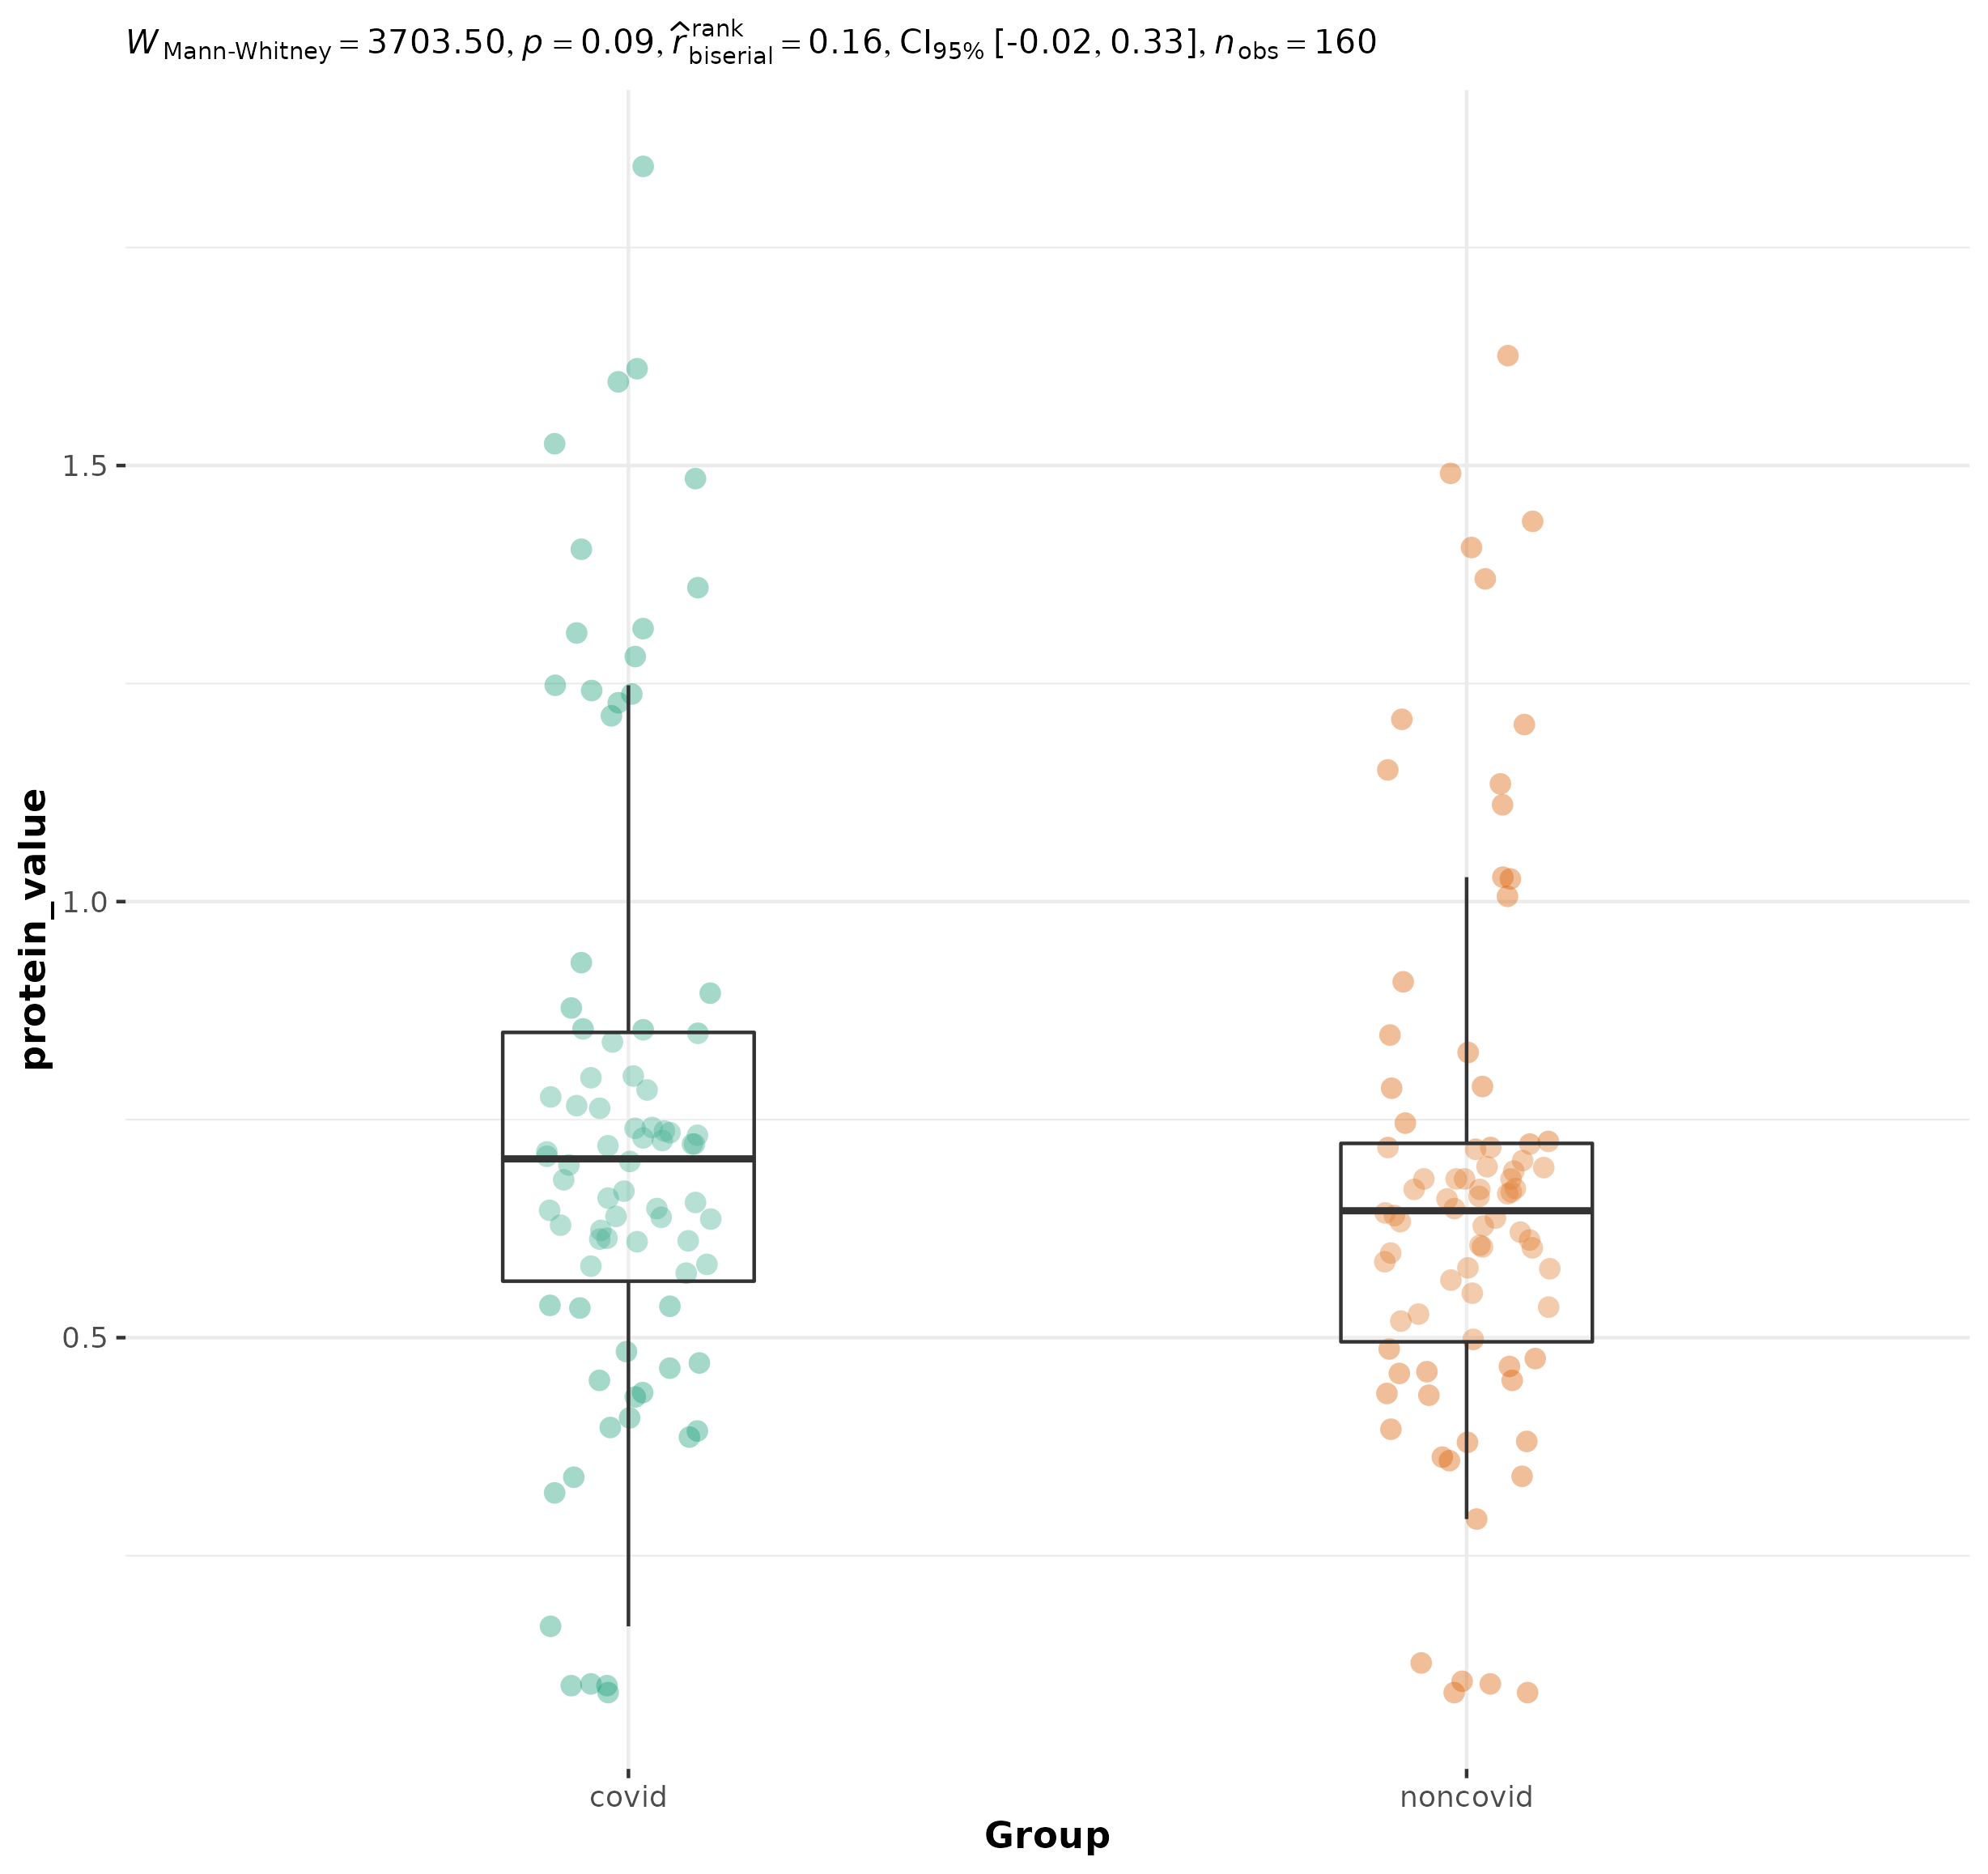 W Mann-Whitney = 3703.50, p = 0.09, r̂ rank biserial = 0.16, CI95% [-0.02, 0.33], nobs = 160
1.5
1.0
0.5
protein_value
covid noncovid
Group